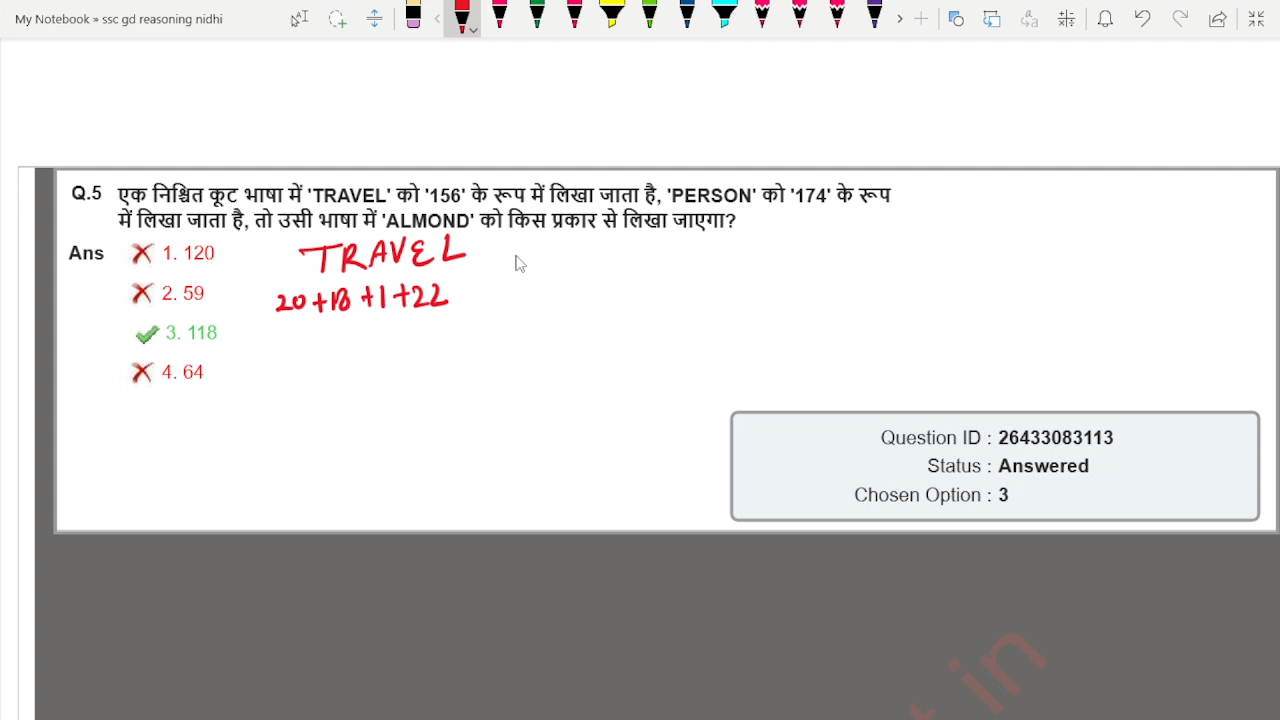 My Notebook » ssc gd reasoning nidhi
Q.5 एक निश्चित कूट भाषा में 'TRAVEL' को '156' के रूप में लिखा जाता है, 'PERSON' को '174' के रूप
में लिखा जाता है, तो उसी भाषा में 'ALMOND' को किस प्रकार से लिखा जाएगा?
Ans 1. 120
2. 59
3. 118
4. 64
TRAVEL
20+18+1+22
Question ID : 26433083113
Status : Answered
Chosen Option : 3
in